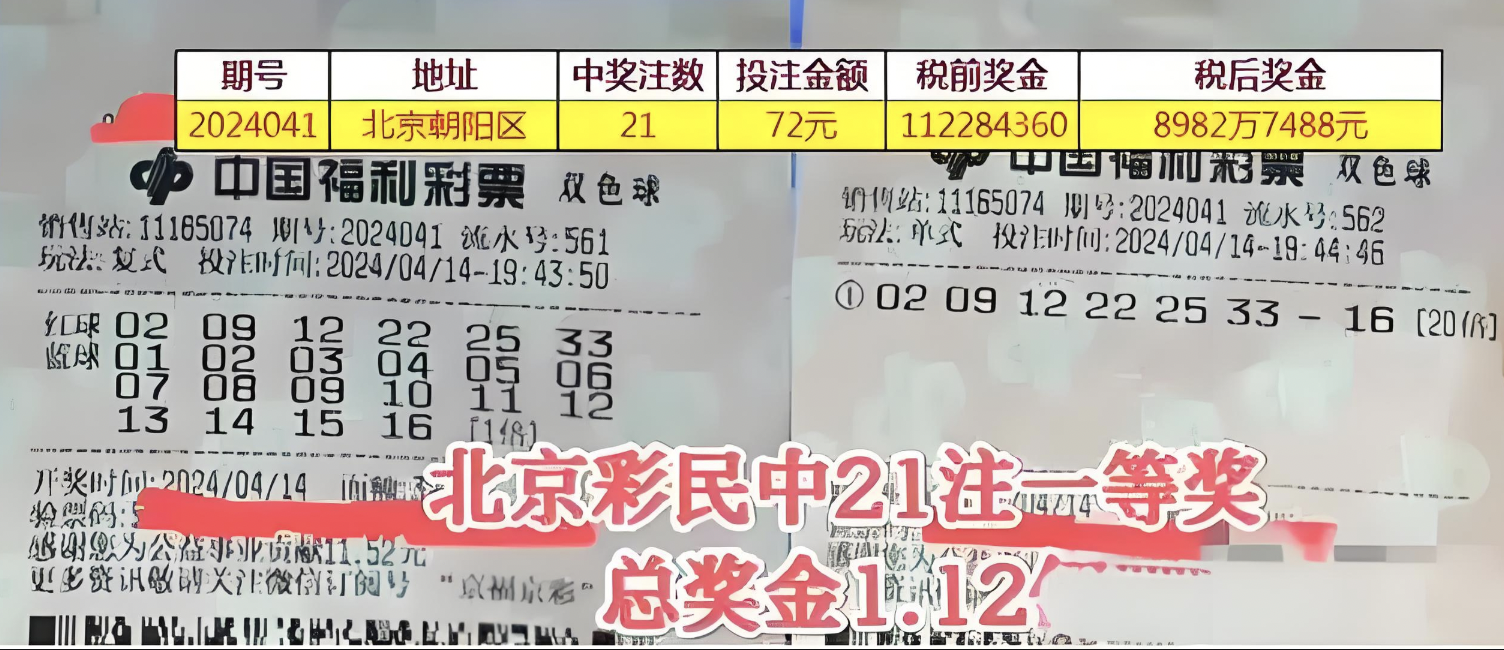 期号 地址 中奖注数 投注金额 税前奖金 税后奖金
2024041 北京朝阳区 21 72元 112284360 8982万7488元
中国福利彩票 双色球
销售站:11165074 期号:2024041 流水号:561
玩法:复式 投注时间:2024/04/14-19:43:50
红球 02 09 12 22 25 33
蓝球 01 02 03 04 05 06
07 08 09 10 11 12
13 14 15 16 [1倍]
开奖时间:2024/04/14
感谢您为公益事业贡献11.52元
更多资讯敬请关注微信订阅号 "京福京彩"
中国福利彩票 双色球
销售站:11165074 期号:2024041 流水号:562
玩法:单式 投注时间:2024/04/14-19:44:46
① 02 09 12 22 25 33 - 16 [20倍]
北京彩民中21注一等奖
总奖金1.12